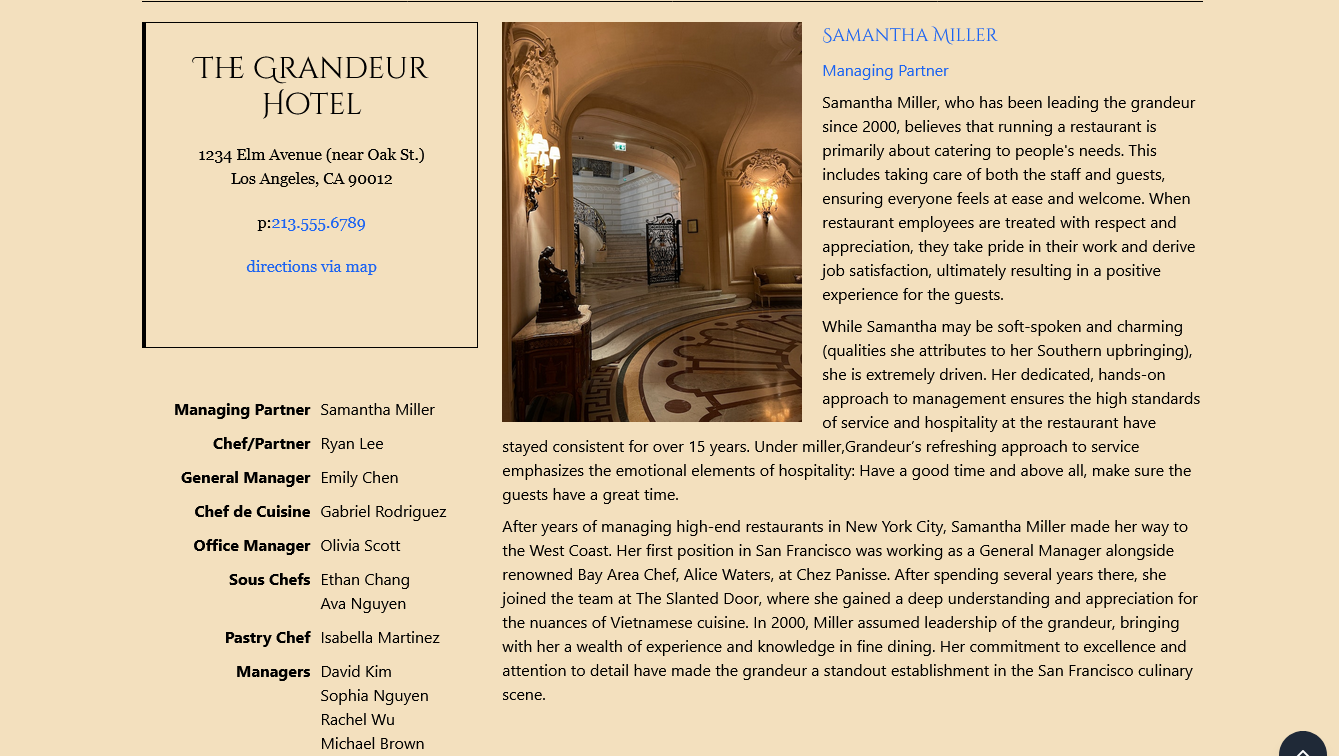 The Grandeur
Hotel
1234 Elm Avenue (near Oak St.)
Los Angeles, CA 90012
p:213.555.6789
directions via map
Managing Partner Samantha Miller
Chef/Partner Ryan Lee
General Manager Emily Chen
Chef de Cuisine Gabriel Rodriguez
Office Manager Olivia Scott
Sous Chefs Ethan Chang
Ava Nguyen
Pastry Chef Isabella Martinez
Managers David Kim
Sophia Nguyen
Rachel Wu
Michael Brown
Samantha Miller
Managing Partner
Samantha Miller, who has been leading the grandeur
since 2000, believes that running a restaurant is
primarily about catering to people's needs. This
includes taking care of both the staff and guests,
ensuring everyone feels at ease and welcome. When
restaurant employees are treated with respect and
appreciation, they take pride in their work and derive
job satisfaction, ultimately resulting in a positive
experience for the guests.
While Samantha may be soft-spoken and charming
(qualities she attributes to her Southern upbringing),
she is extremely driven. Her dedicated, hands-on
approach to management ensures the high standards
of service and hospitality at the restaurant have
stayed consistent for over 15 years. Under miller,Grandeur’s refreshing approach to service
emphasizes the emotional elements of hospitality: Have a good time and above all, make sure the
guests have a great time.
After years of managing high-end restaurants in New York City, Samantha Miller made her way to
the West Coast. Her first position in San Francisco was working as a General Manager alongside
renowned Bay Area Chef, Alice Waters, at Chez Panisse. After spending several years there, she
joined the team at The Slanted Door, where she gained a deep understanding and appreciation for
the nuances of Vietnamese cuisine. In 2000, Miller assumed leadership of the grandeur, bringing
with her a wealth of experience and knowledge in fine dining. Her commitment to excellence and
attention to detail have made the grandeur a standout establishment in the San Francisco culinary
scene.